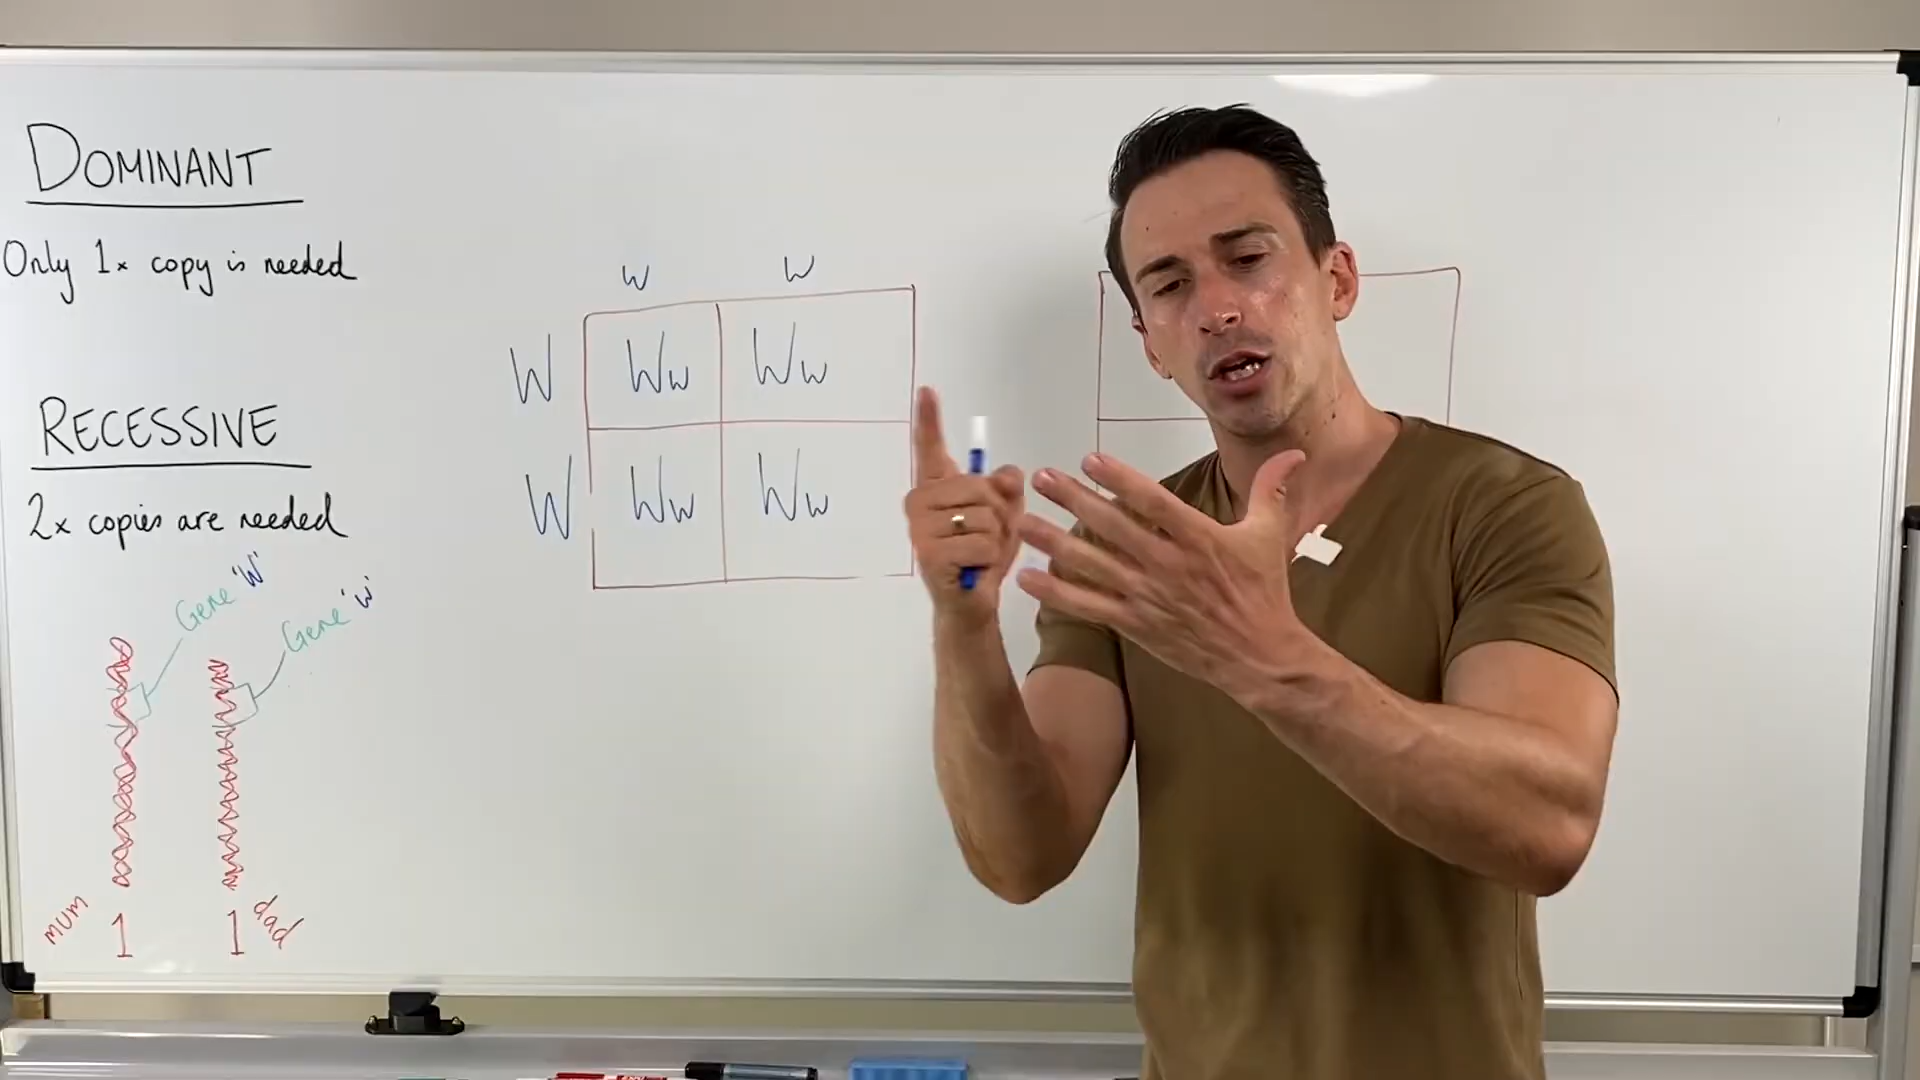 DOMINANT
Only 1x copy is needed
RECESSIVE
2x copies are needed
Gene 'W'
Gene 'w'
mum 1
1 dad
w w
W Ww Ww
W Ww Ww